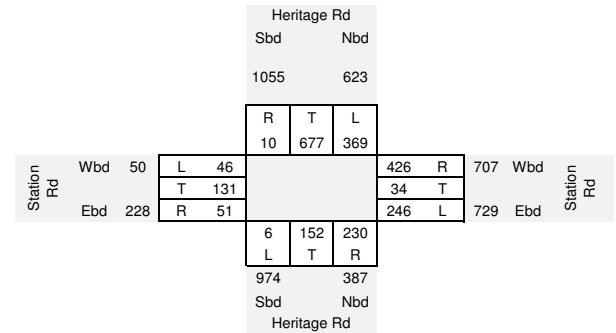 Heritage Rd
Sbd Nbd
1055 623
R T L
10 677 369
Station Rd
Wbd 50 L 46
T 131
Ebd 228 R 51
426 R 707 Wbd
34 T
246 L 729 Ebd
Station Rd
6 152 230
L T R
974 387
Sbd Nbd
Heritage Rd